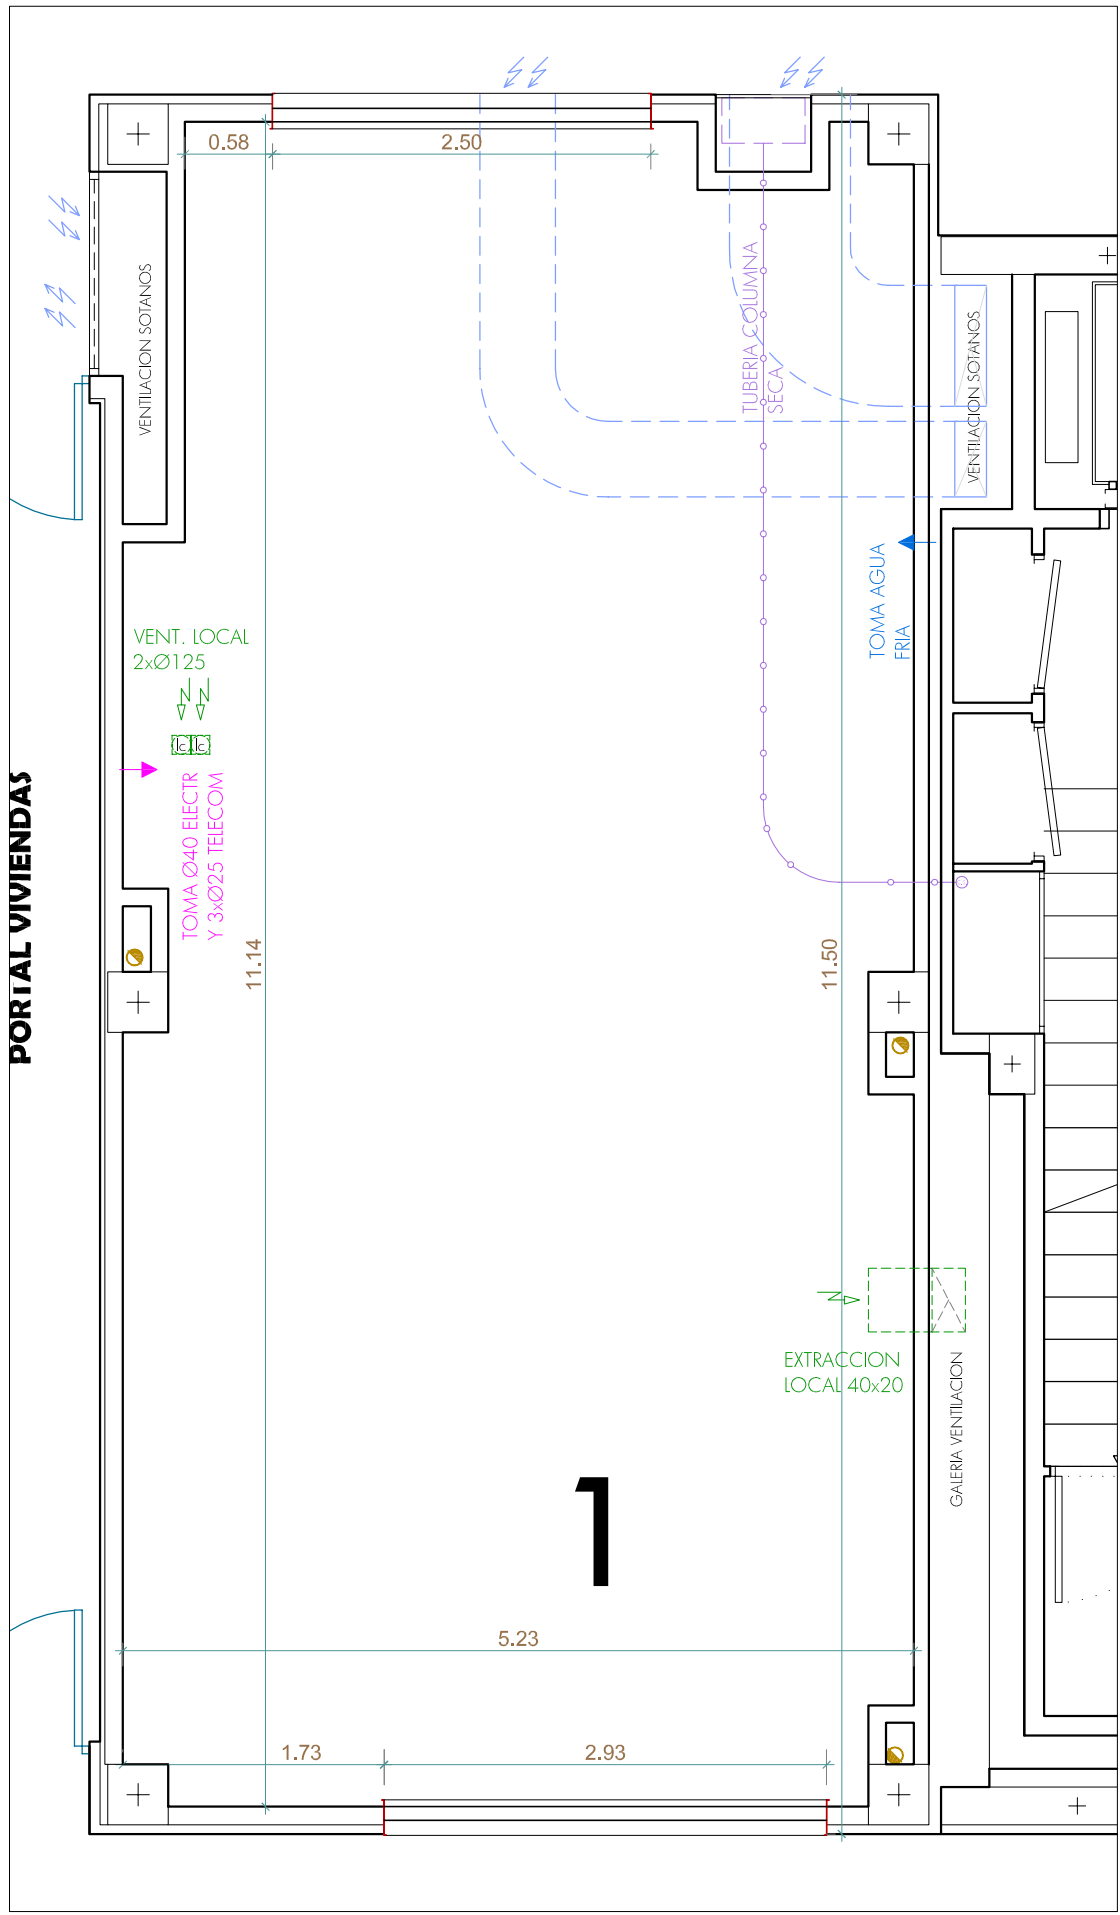 0.58
2.50
VENTILACION SOTANOS
TUBERIA COLUMNA
SECA
VENTILACION SOTANOS
TOMA AGUA
FRIA
VENT. LOCAL
2xØ125
lc
lc
TOMA Ø40 ELECTR
Y 3xØ25 TELECOM
PORTAL VIVIENDAS
11.14
11.50
EXTRACCION
LOCAL 40x20
GALERIA VENTILACION
1
5.23
1.73
2.93